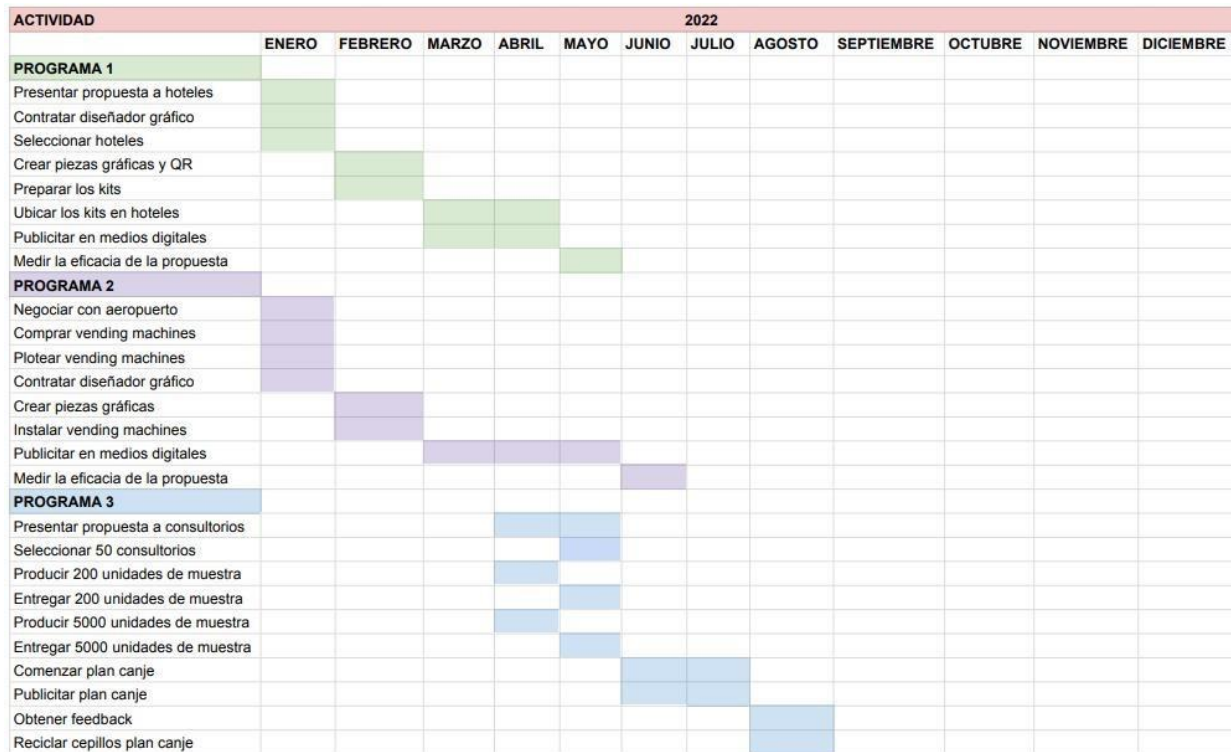 ACTIVIDAD 2022
ENERO FEBRERO MARZO ABRIL MAYO JUNIO JULIO AGOSTO SEPTIEMBRE OCTUBRE NOVIEMBRE DICIEMBRE
PROGRAMA 1
Presentar propuesta a hoteles
Contratar diseñador gráfico
Seleccionar hoteles
Crear piezas gráficas y QR
Preparar los kits
Ubicar los kits en hoteles
Publicitar en medios digitales
Medir la eficacia de la propuesta
PROGRAMA 2
Negociar con aeropuerto
Comprar vending machines
Plotear vending machines
Contratar diseñador gráfico
Crear piezas gráficas
Instalar vending machines
Publicitar en medios digitales
Medir la eficacia de la propuesta
PROGRAMA 3
Presentar propuesta a consultorios
Seleccionar 50 consultorios
Producir 200 unidades de muestra
Entregar 200 unidades de muestra
Producir 5000 unidades de muestra
Entregar 5000 unidades de muestra
Comenzar plan canje
Publicitar plan canje
Obtener feedback
Reciclar cepillos plan canje